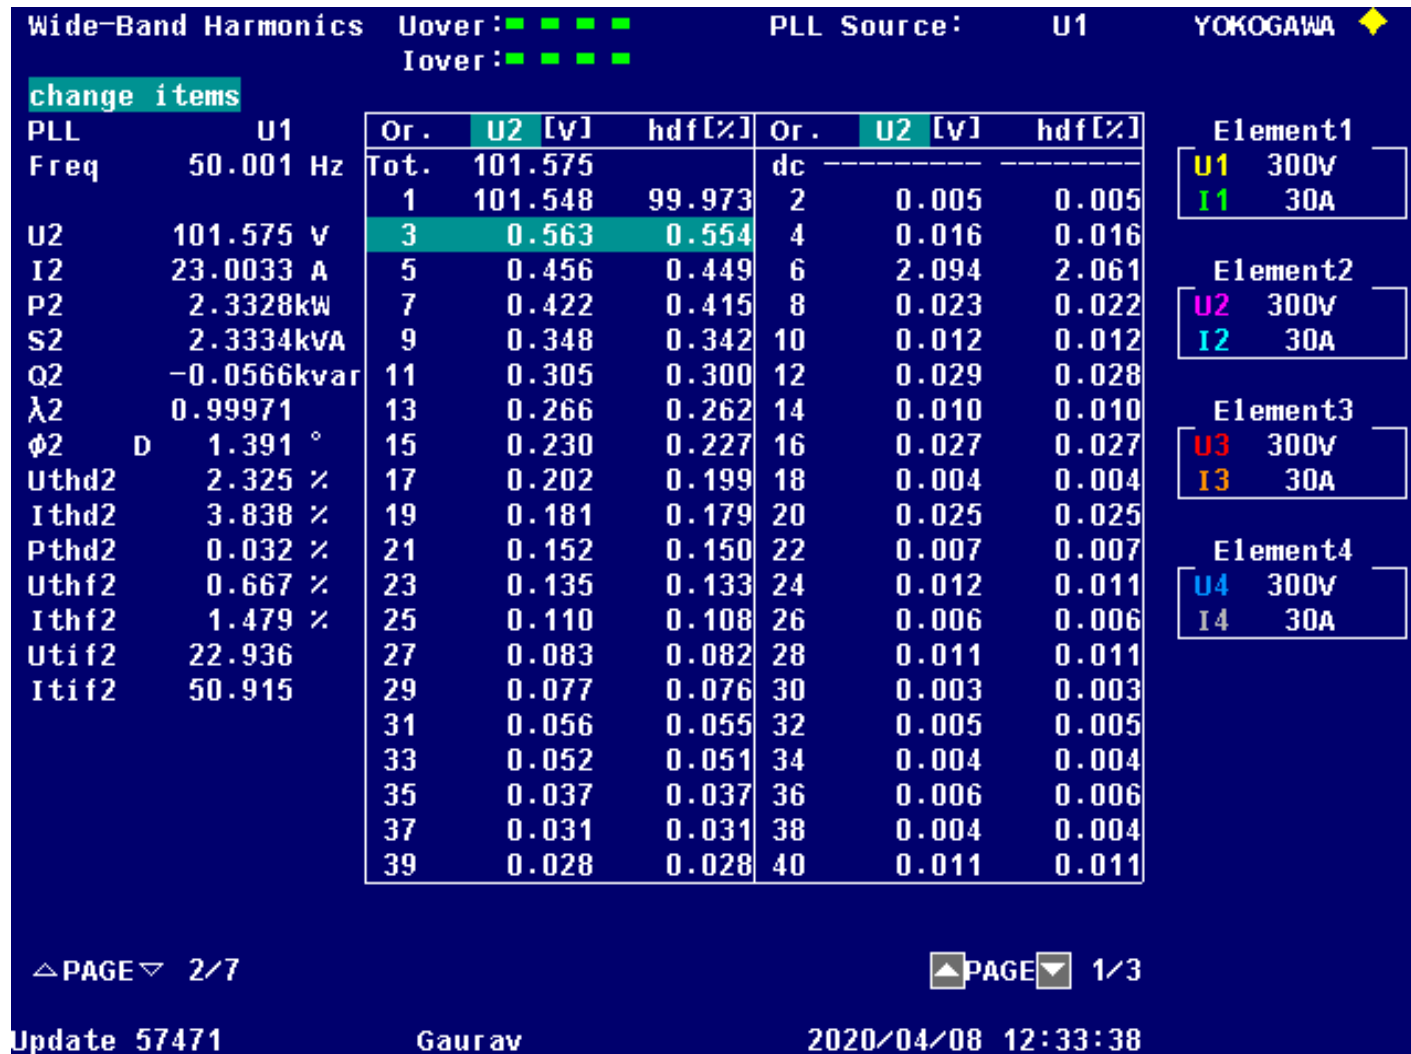 Wide-Band Harmonics Uover: PLL Source: U1 YOKOGAWA
Iover:
change items
PLL U1 Or. U2 [V] hdf[%] Or. U2 [V] hdf[%] Element1
Freq 50.001 Hz Tot. 101.575 dc --------- -------- U1 300V
1 101.548 99.973 2 0.005 0.005 I1 30A
U2 101.575 V 3 0.563 0.554 4 0.016 0.016
I2 23.0033 A 5 0.456 0.449 6 2.094 2.061 Element2
P2 2.3328kW 7 0.422 0.415 8 0.023 0.022 U2 300V
S2 2.3334kVA 9 0.348 0.342 10 0.012 0.012 I2 30A
Q2 -0.0566kvar 11 0.305 0.300 12 0.029 0.028
λ2 0.99971 13 0.266 0.262 14 0.010 0.010 Element3
ϕ2 D 1.391 ° 15 0.230 0.227 16 0.027 0.027 U3 300V
Uthd2 2.325 % 17 0.202 0.199 18 0.004 0.004 I3 30A
Ithd2 3.838 % 19 0.181 0.179 20 0.025 0.025
Pthd2 0.032 % 21 0.152 0.150 22 0.007 0.007 Element4
Uthf2 0.667 % 23 0.135 0.133 24 0.012 0.011 U4 300V
Ithf2 1.479 % 25 0.110 0.108 26 0.006 0.006 I4 30A
Utif2 22.936 27 0.083 0.082 28 0.011 0.011
Itif2 50.915 29 0.077 0.076 30 0.003 0.003
31 0.056 0.055 32 0.005 0.005
33 0.052 0.051 34 0.004 0.004
35 0.037 0.037 36 0.006 0.006
37 0.031 0.031 38 0.004 0.004
39 0.028 0.028 40 0.011 0.011
△PAGE▽ 2/7 ▲PAGE▼ 1/3
Update 57471 Gaurav 2020/04/08 12:33:38